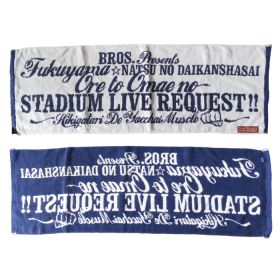 BROS. Presents
Fukuyama☆NATSU NO DAIKANSHASAI
Ore to Omae no
STADIUM LIVE REQUEST!!
Hikigatari De Yacchai Muscle
BROS. Presents
Fukuyama☆NATSU NO DAIKANSHASAI
Ore to Omae no
STADIUM LIVE REQUEST!!
Hikigatari De Yacchai Muscle